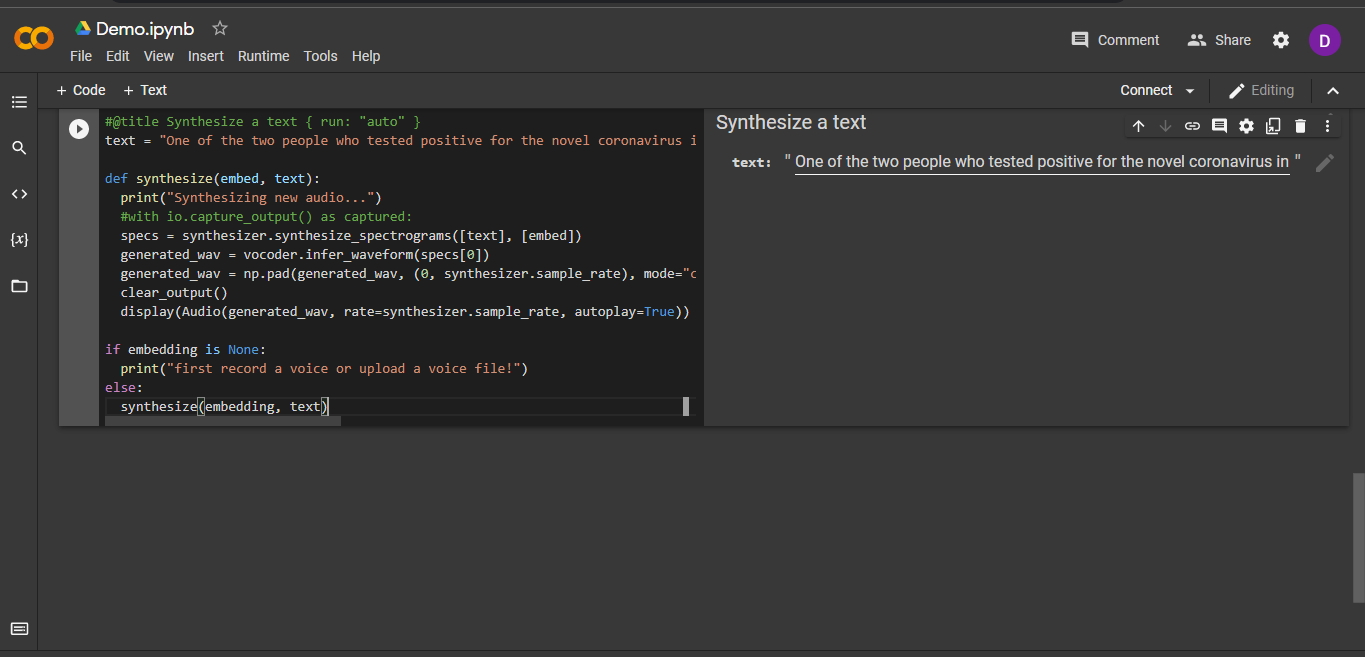 Demo.ipynb
File Edit View Insert Runtime Tools Help
Comment Share D
+ Code + Text
Connect Editing
#@title Synthesize a text { run: "auto" }
text = "One of the two people who tested positive for the novel coronavirus i

def synthesize(embed, text):
  print("Synthesizing new audio...")
  #with io.capture_output() as captured:
  specs = synthesizer.synthesize_spectrograms([text], [embed])
  generated_wav = vocoder.infer_waveform(specs[0])
  generated_wav = np.pad(generated_wav, (0, synthesizer.sample_rate), mode="c
  clear_output()
  display(Audio(generated_wav, rate=synthesizer.sample_rate, autoplay=True))

if embedding is None:
  print("first record a voice or upload a voice file!")
else:
  synthesize(embedding, text)
Synthesize a text
text: " One of the two people who tested positive for the novel coronavirus in "
{x}